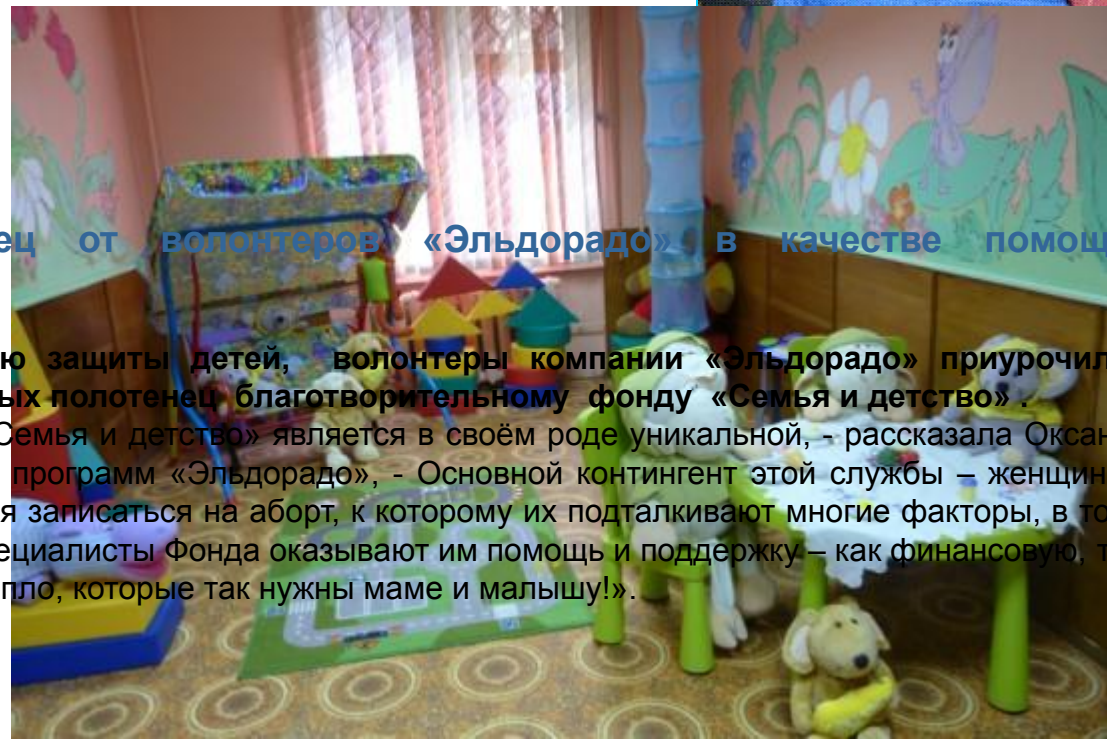 ец от волонтеров «Эльдорадо» в качестве помощ
ю защиты детей, волонтеры компании «Эльдорадо» приурочил
ых полотенец благотворительному фонду «Семья и детство» .
Семья и детство» является в своём роде уникальной, - рассказала Оксан
программ «Эльдорадо», - Основной контингент этой службы – женщин
я записаться на аборт, к которому их подталкивают многие факторы, в то
ециалисты Фонда оказывают им помощь и поддержку – как финансовую, т
пло, которые так нужны маме и малышу!».